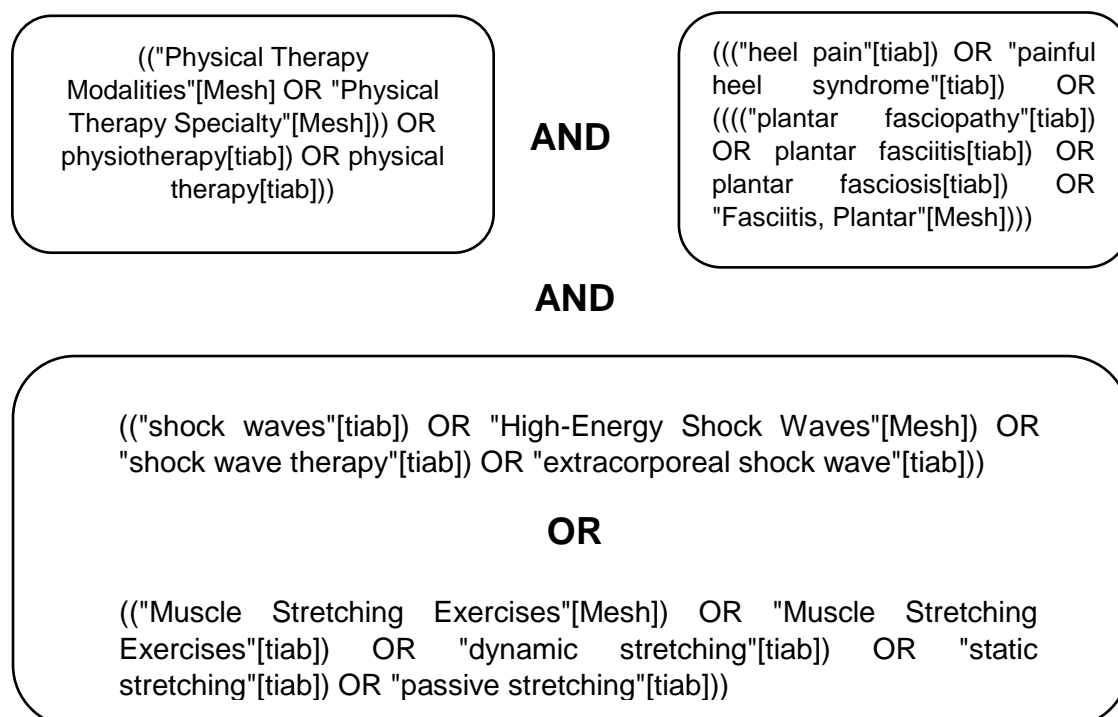 (("Physical Therapy
Modalities"[Mesh] OR "Physical
Therapy Specialty"[Mesh])) OR
physiotherapy[tiab]) OR physical
therapy[tiab]))
AND
((("heel pain"[tiab]) OR "painful
heel syndrome"[tiab]) OR
(((("plantar fasciopathy"[tiab])
OR plantar fasciitis[tiab]) OR
plantar fasciosis[tiab]) OR
"Fasciitis, Plantar"[Mesh])))
AND
(("shock waves"[tiab]) OR "High-Energy Shock Waves"[Mesh]) OR
"shock wave therapy"[tiab]) OR "extracorporeal shock wave"[tiab]))
OR
(("Muscle Stretching Exercises"[Mesh]) OR "Muscle Stretching
Exercises"[tiab]) OR "dynamic stretching"[tiab]) OR "static
stretching"[tiab]) OR "passive stretching"[tiab]))